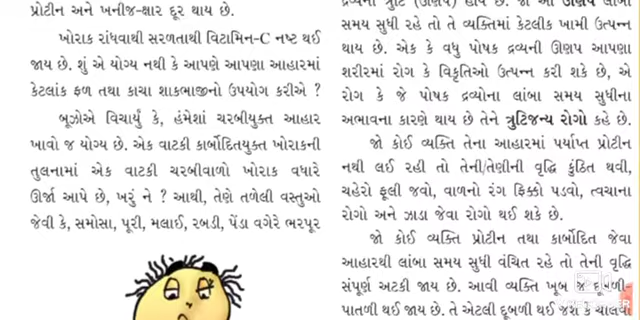 પ્રોટીન અને ખનીજ-ક્ષાર દૂર થાય છે.
ખોરાક રાંધવાથી સરળતાથી વિટામિન-C નષ્ટ થઈ
જાય છે. શું એ યોગ્ય નથી કે આપણે આપણા આહારમાં
કેટલાંક ફળ તથા કાચા શાકભાજીનો ઉપયોગ કરીએ ?
બૂઝોએ વિચાર્યું કે, હંમેશાં ચરબીયુક્ત આહાર
ખાવો જ યોગ્ય છે. એક વાટકી કાર્બોદિતયુક્ત ખોરાકની
તુલનામાં એક વાટકી ચરબીવાળો ખોરાક વધારે
ઊર્જા આપે છે, ખરું ને ? આથી, તેણે તળેલી વસ્તુઓ
જેવી કે, સમોસા, પૂરી, મલાઈ, રબડી, પેંડા વગેરે ભરપૂર
સમય સુધી રહે તો તે વ્યક્તિમાં કેટલીક ખામી ઉત્પન્ન
થાય છે. એક કે વધુ પોષક દ્રવ્યની ઊણપ આપણા
શરીરમાં રોગ કે વિકૃતિઓ ઉત્પન્ન કરી શકે છે, એ
રોગ કે જે પોષક દ્રવ્યોના લાંબા સમય સુધીના
અભાવના કારણે થાય છે તેને ત્રુટિજન્ય રોગો કહે છે.
જો કોઈ વ્યક્તિ તેના આહારમાં પર્યાપ્ત પ્રોટીન
નથી લઈ રહી તો તેની/તેણીની વૃદ્ધિ કુંઠિત થવી,
ચહેરો ફૂલી જવો, વાળનો રંગ ફિક્કો પડવો, ત્વચાના
રોગો અને ઝાડા જેવા રોગો થઈ શકે છે.
જો કોઈ વ્યક્તિ પ્રોટીન તથા કાર્બોદિત જેવા
આહારથી લાંબા સમય સુધી વંચિત રહે તો તેની વૃદ્ધિ
સંપૂર્ણ અટકી જાય છે. આવી વ્યક્તિ ખૂબ જ દૂબળી-
પાતળી થઈ જાય છે. તે એટલી દૂબળી થઈ જશે કે ચાલવા